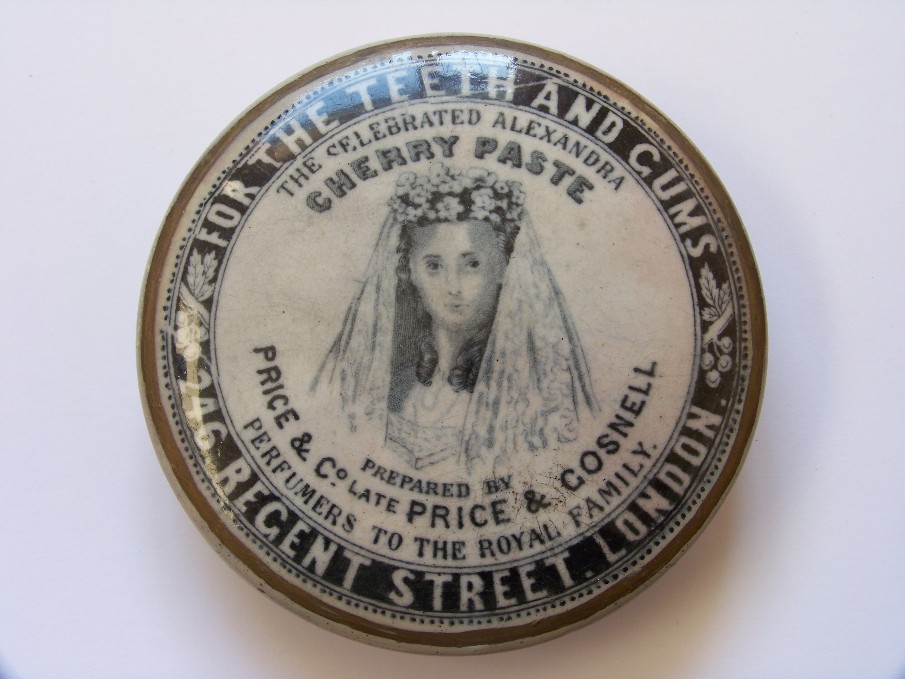 FOR THE TEETH AND GUMS
THE CELEBRATED ALEXANDRA
CHERRY PASTE
PREPARED BY
PRICE & Co LATE PRICE & GOSNELL
PERFUMERS TO THE ROYAL FAMILY.
246 REGENT STREET. LONDON.